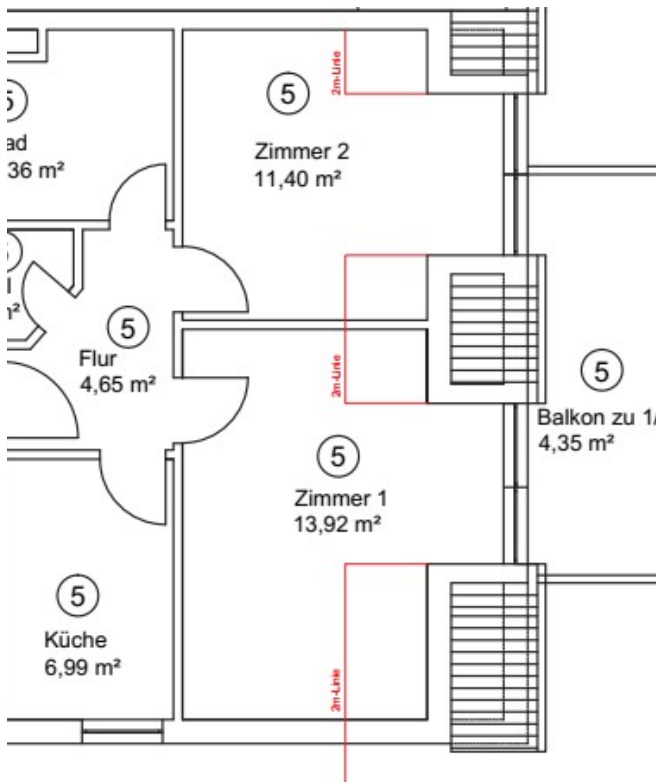 5
2m-Linie
5
ad
Zimmer 2
,36 m²
11,40 m²
5
l
m²
5
Flur
4,65 m²
2m-Linie
5
Balkon zu 1/
4,35 m²
5
Zimmer 1
13,92 m²
5
Küche
6,99 m²
2m-Linie